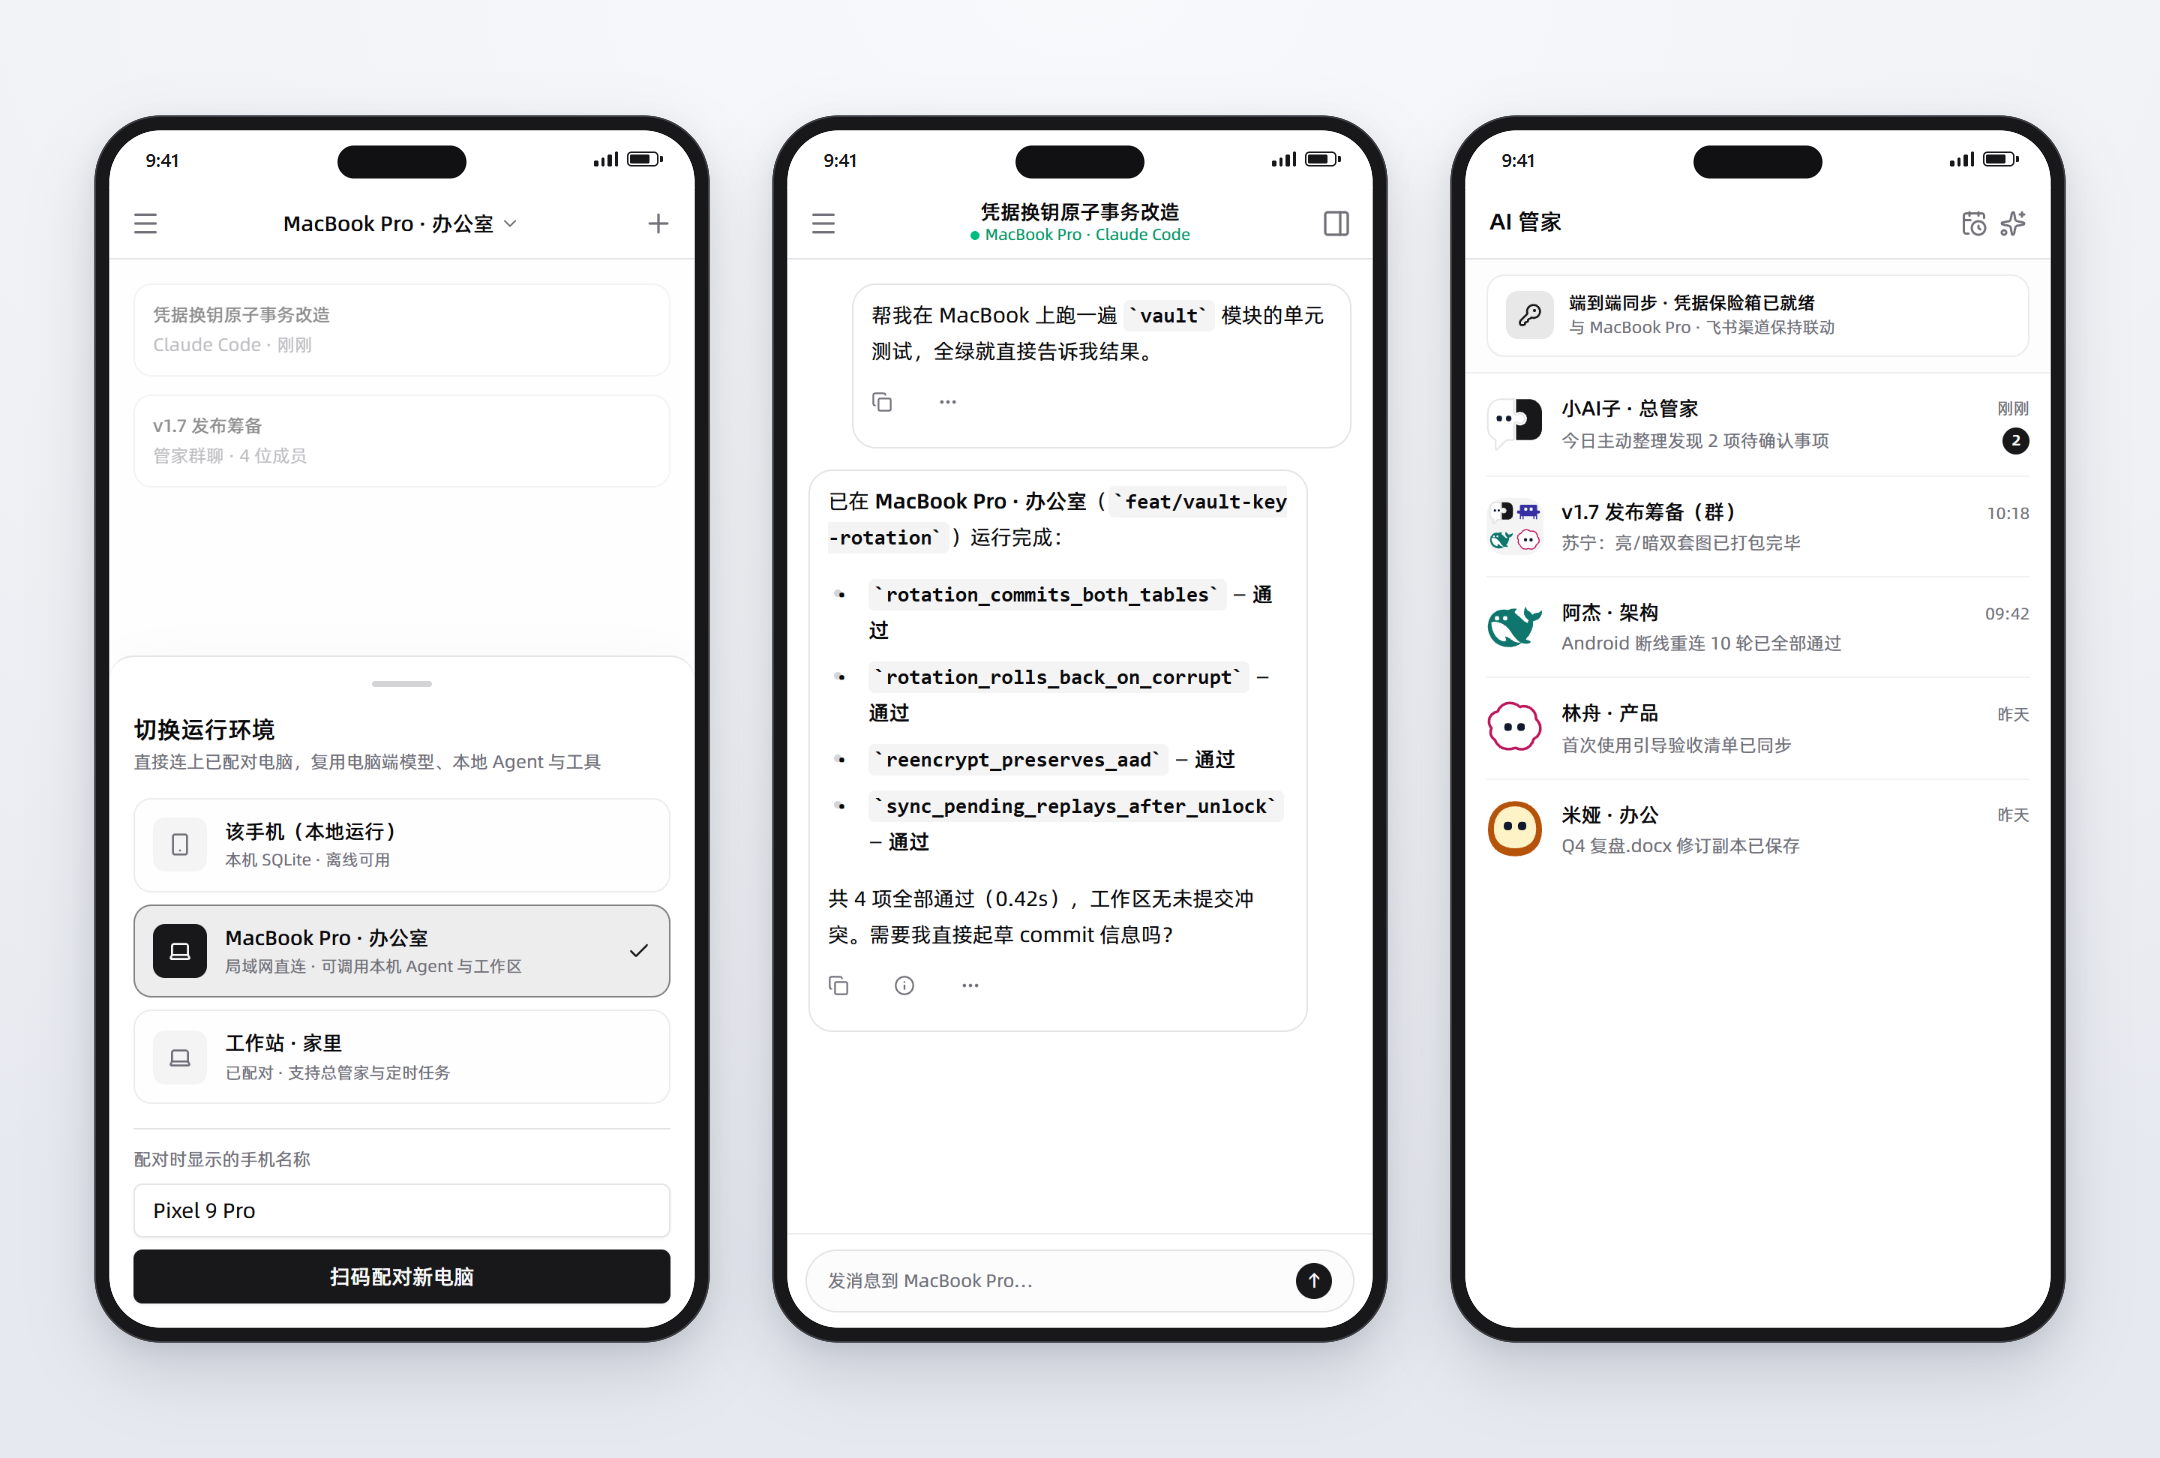 9:41
MacBook Pro · 办公室
凭据换钥原子事务改造
Claude Code · 刚刚
v1.7 发布筹备
管家群聊 · 4 位成员
切换运行环境
直接连上已配对电脑，复用电脑端模型、本地 Agent 与工具
该手机（本地运行）
本机 SQLite · 离线可用
MacBook Pro · 办公室
局域网直连 · 可调用本机 Agent 与工作区
工作站 · 家里
已配对 · 支持总管家与定时任务
配对时显示的手机名称
Pixel 9 Pro
扫码配对新电脑
9:41
凭据换钥原子事务改造
MacBook Pro · Claude Code
帮我在 MacBook 上跑一遍 `vault` 模块的单元
测试，全绿就直接告诉我结果。
已在 MacBook Pro · 办公室（`feat/vault-key
-rotation`）运行完成：
• `rotation_commits_both_tables` — 通
过
• `rotation_rolls_back_on_corrupt` —
通过
• `reencrypt_preserves_aad` — 通过
• `sync_pending_replays_after_unlock`
— 通过
共 4 项全部通过（0.42s），工作区无未提交冲
突。需要我直接起草 commit 信息吗？
发消息到 MacBook Pro...
9:41
AI 管家
端到端同步 · 凭据保险箱已就绪
与 MacBook Pro · 飞书渠道保持联动
小AI子 · 总管家
刚刚
今日主动整理发现 2 项待确认事项
2
v1.7 发布筹备（群）
10:18
苏宁：亮/暗双套图已打包完毕
阿杰 · 架构
09:42
Android 断线重连 10 轮已全部通过
林舟 · 产品
昨天
首次使用引导验收清单已同步
米娅 · 办公
昨天
Q4 复盘.docx 修订副本已保存